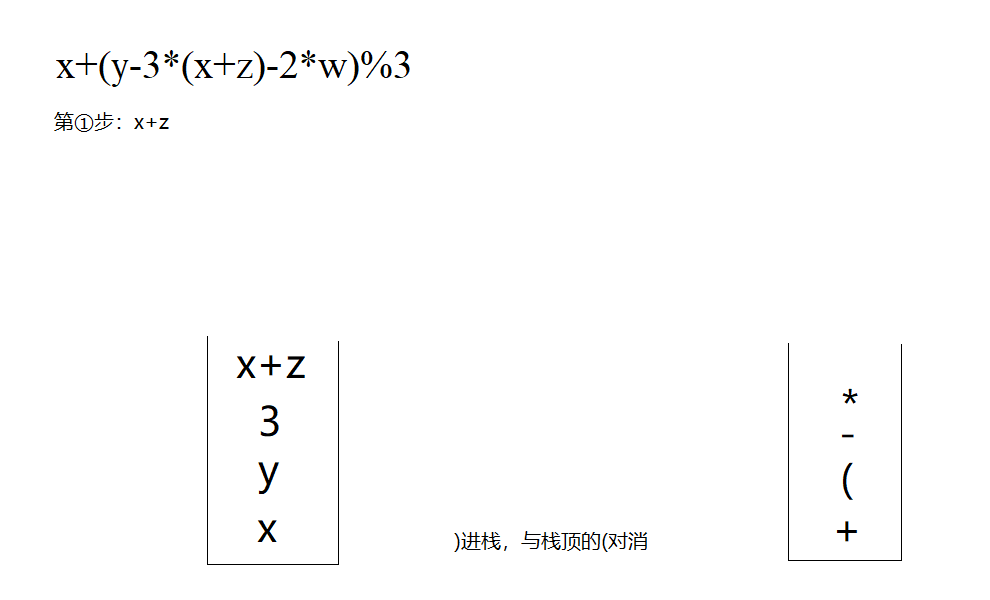 x+(y-3*(x+z)-2*w)%3
第①步：x+z
x+z
3
y
x
)进栈，与栈顶的(对消
*
-
(
+